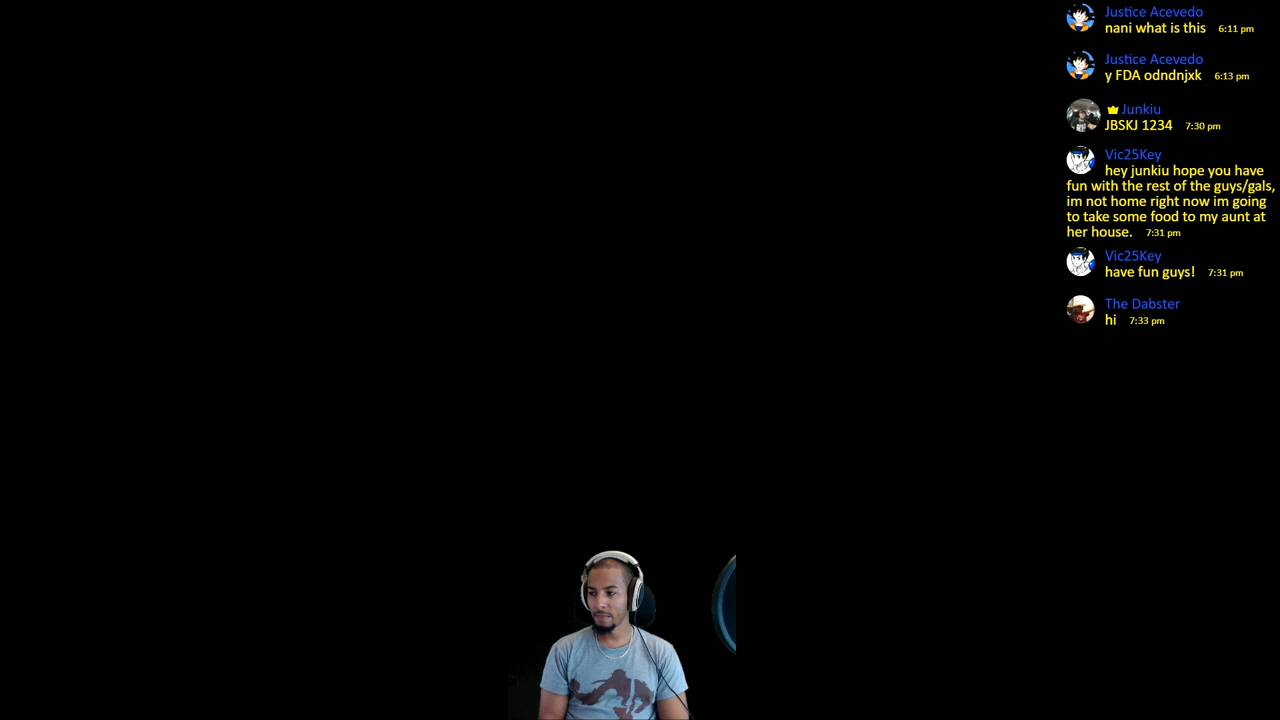 Justice Acevedo
nani what is this 6:11 pm
Justice Acevedo
y FDA odndnjxk 6:13 pm
Junkiu
JBSKJ 1234 7:30 pm
Vic25Key
hey junkiu hope you have
fun with the rest of the guys/gals,
im not home right now im going
to take some food to my aunt at
her house. 7:31 pm
Vic25Key
have fun guys! 7:31 pm
The Dabster
hi 7:33 pm